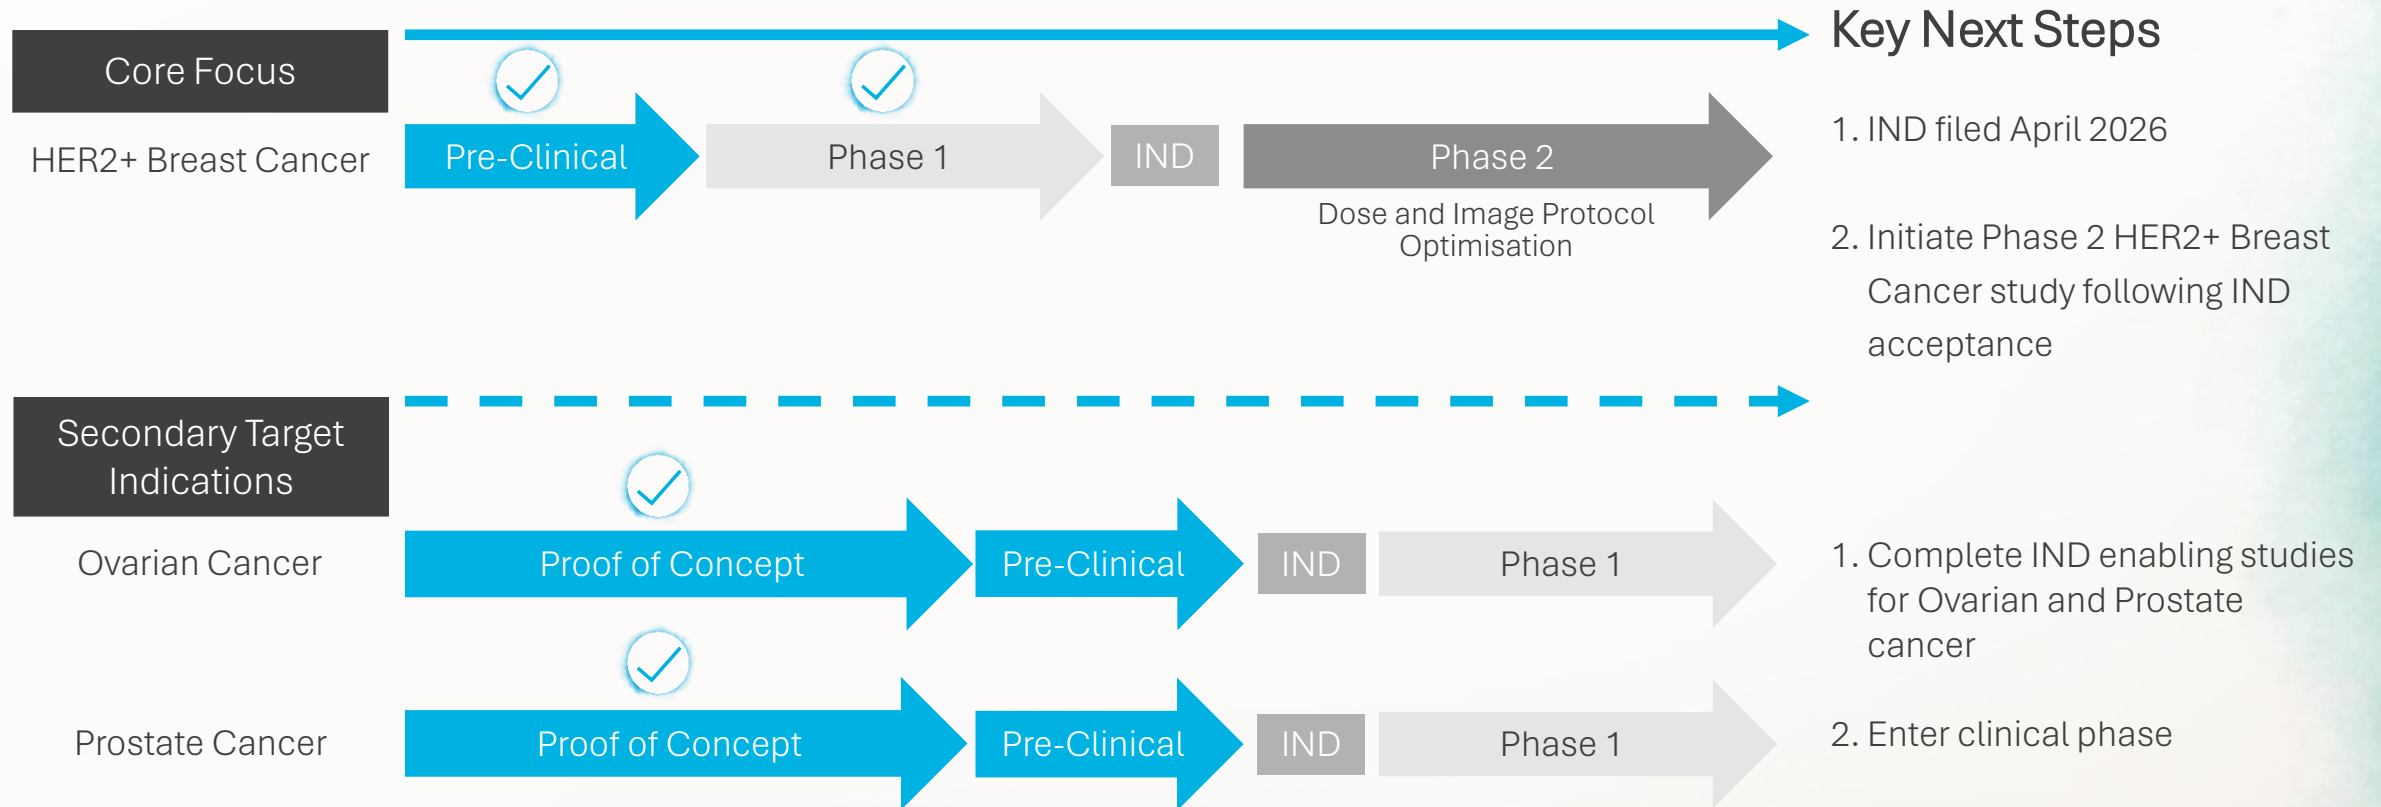 Key Next Steps
Core Focus
HER2+ Breast Cancer
Pre-Clinical
Phase 1
IND
Phase 2
Dose and Image Protocol
Optimisation
1. IND filed April 2026
2. Initiate Phase 2 HER2+ Breast
Cancer study following IND
acceptance
Secondary Target
Indications
Ovarian Cancer
Proof of Concept
Pre-Clinical
IND
Phase 1
1. Complete IND enabling studies
for Ovarian and Prostate
cancer
Prostate Cancer
Proof of Concept
Pre-Clinical
IND
Phase 1
2. Enter clinical phase